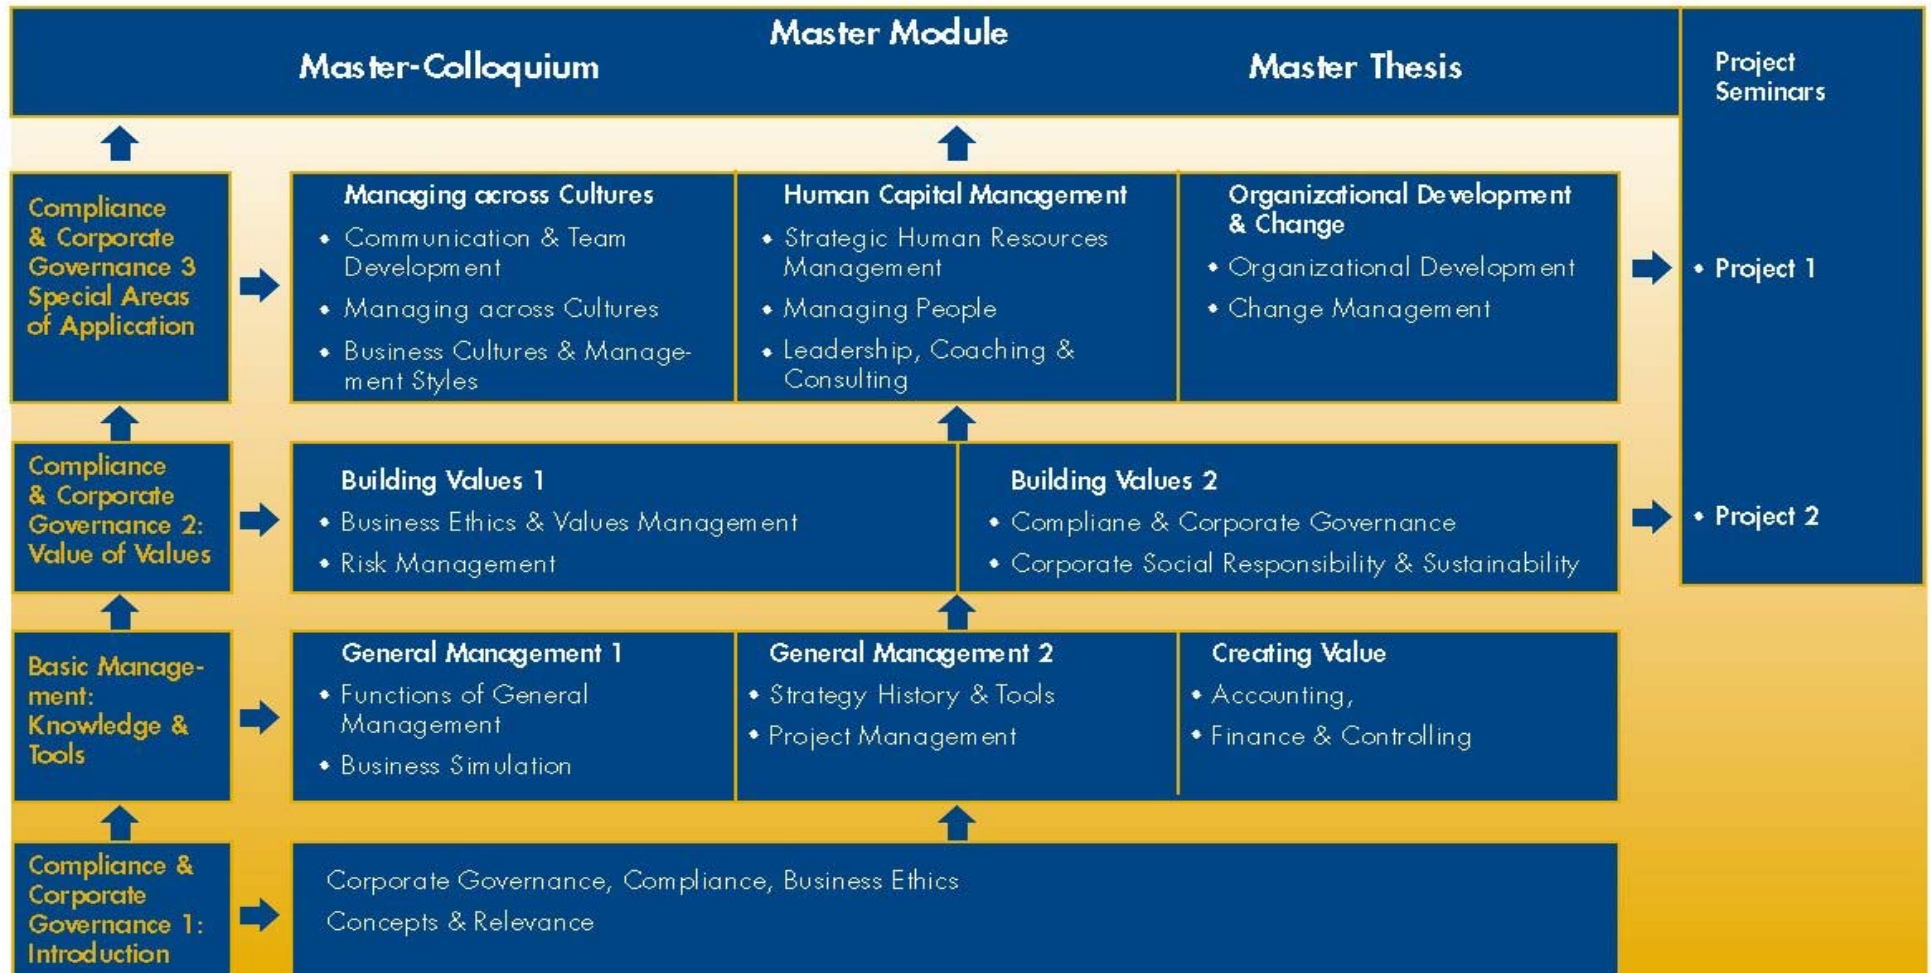 Master Module
Master-Colloquium
Master Thesis
Project
Seminars
Compliance
& Corporate
Governance 3
Special Areas
of Application
Managing across Cultures
• Communication & Team
Development
• Managing across Cultures
• Business Cultures & Manage-
ment Styles
Human Capital Management
• Strategic Human Resources
Management
• Managing People
• Leadership, Coaching &
Consulting
Organizational Development
& Change
• Organizational Development
• Change Management
• Project 1
Compliance
& Corporate
Governance 2:
Value of Values
Building Values 1
• Business Ethics & Values Management
• Risk Management
Building Values 2
• Compliane & Corporate Governance
• Corporate Social Responsibility & Sustainability
• Project 2
Basic Manage-
ment:
Knowledge &
Tools
General Management 1
• Functions of General
Management
• Business Simulation
General Management 2
• Strategy History & Tools
• Project Management
Creating Value
• Accounting,
• Finance & Controlling
Compliance &
Corporate
Governance 1:
Introduction
Corporate Governance, Compliance, Business Ethics
Concepts & Relevance